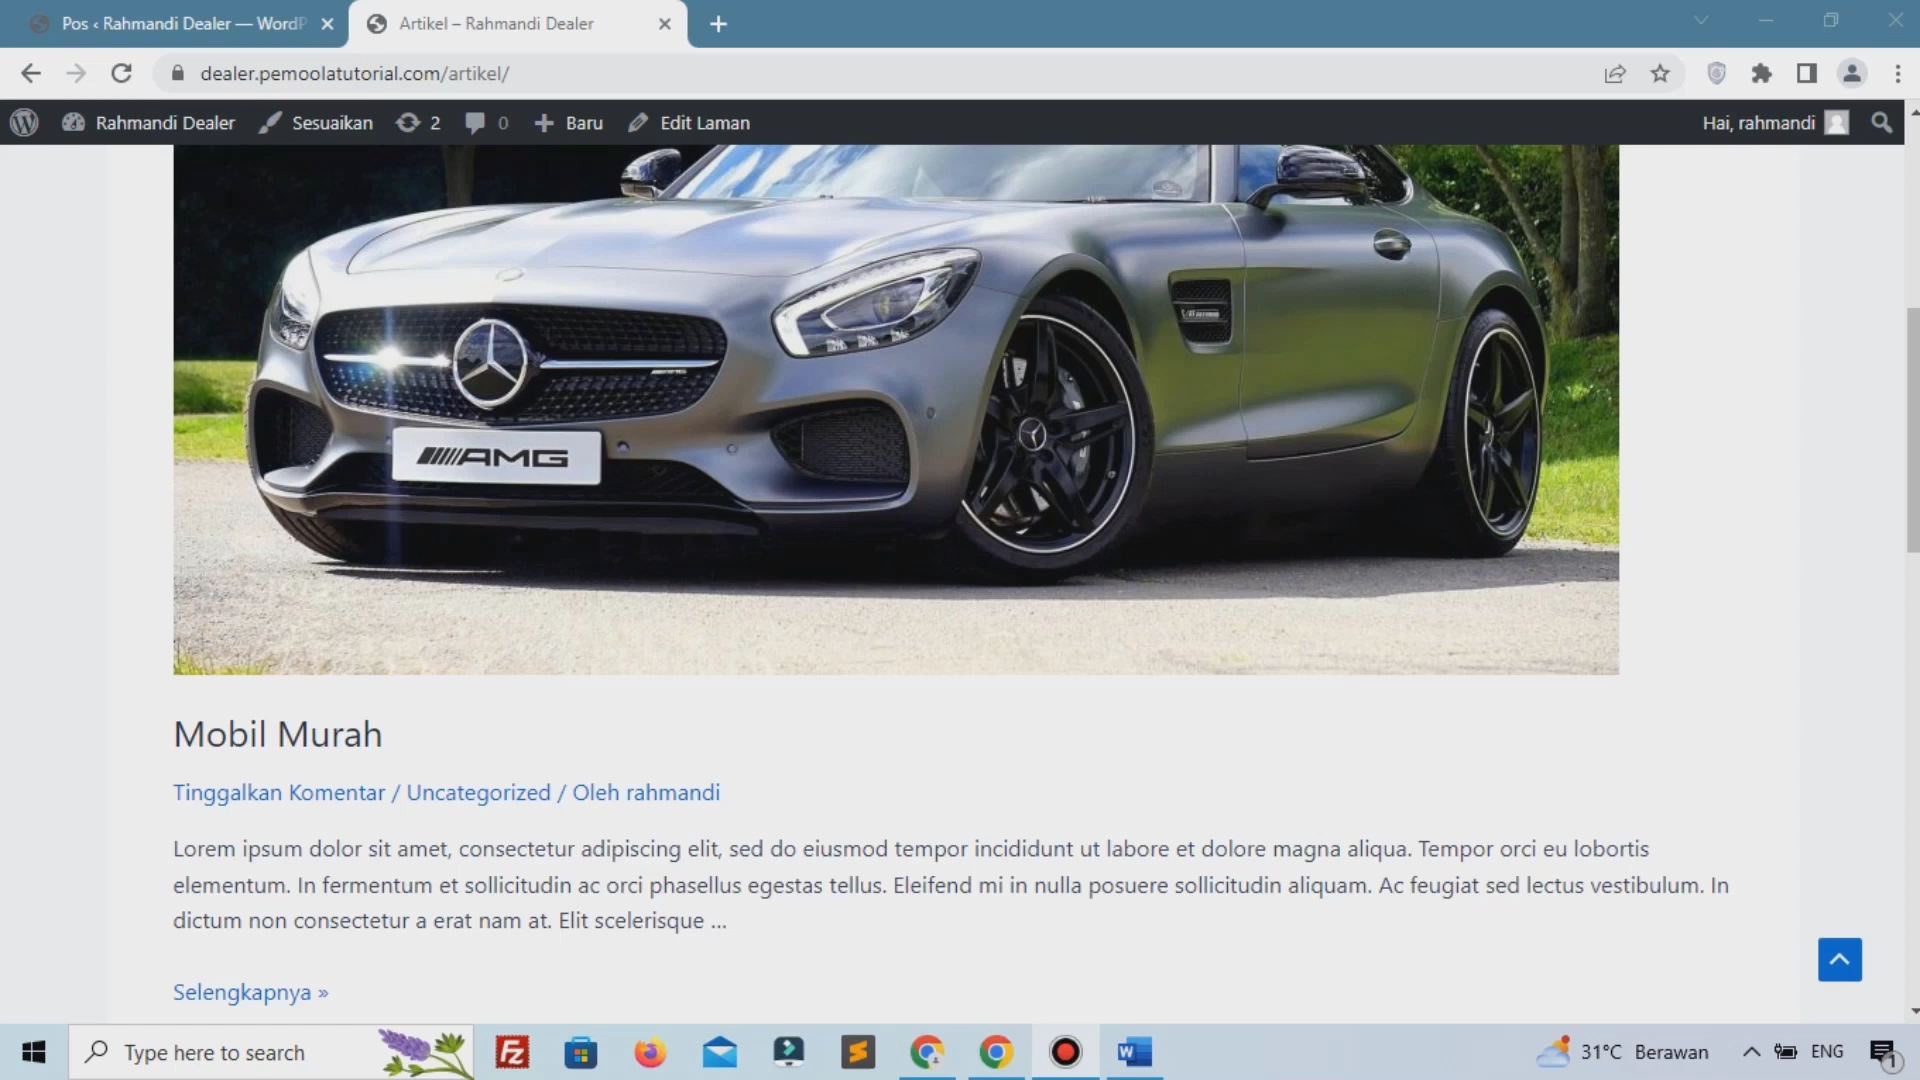 Pos ‹ Rahmandi Dealer — WordP
Artikel – Rahmandi Dealer
dealer.pemoolatutorial.com/artikel/
Rahmandi Dealer Sesuaikan 2 0 Baru Edit Laman Hai, rahmandi
AMG
AMG
Mobil Murah
Tinggalkan Komentar / Uncategorized / Oleh rahmandi
Lorem ipsum dolor sit amet, consectetur adipiscing elit, sed do eiusmod tempor incididunt ut labore et dolore magna aliqua. Tempor orci eu lobortis
elementum. In fermentum et sollicitudin ac orci phasellus egestas tellus. Eleifend mi in nulla posuere sollicitudin aliquam. Ac feugiat sed lectus vestibulum. In
dictum non consectetur a erat nam at. Elit scelerisque ...
Selengkapnya »
Type here to search Fz S W 31°C Berawan ENG 1